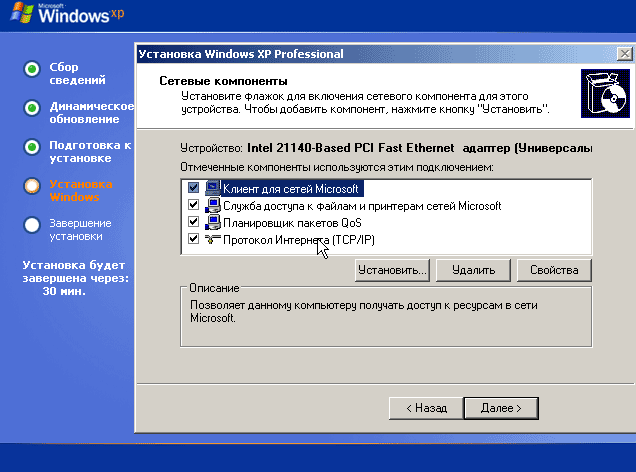 Microsoft
Windows xp
Сбор
сведений
Динамическое
обновление
Подготовка к
установке
Установка
Windows
Завершение
установки
Установка будет
завершена через:
30 мин.
Установка Windows XP Professional
Сетевые компоненты
Установите флажок для включения сетевого компонента для этого
устройства. Чтобы добавить компонент, нажмите кнопку "Установить".
Устройство: Intel 21140-Based PCI Fast Ethernet адаптер (Универсалы
Отмеченные компоненты используются этим подключением:
Клиент для сетей Microsoft
Служба доступа к файлам и принтерам сетей Microsoft
Планировщик пакетов QoS
Протокол Интернета (TCP/IP)
Установить...
Удалить
Свойства
Описание
Позволяет данному компьютеру получать доступ к ресурсам в сети
Microsoft.
< Назад
Далее >